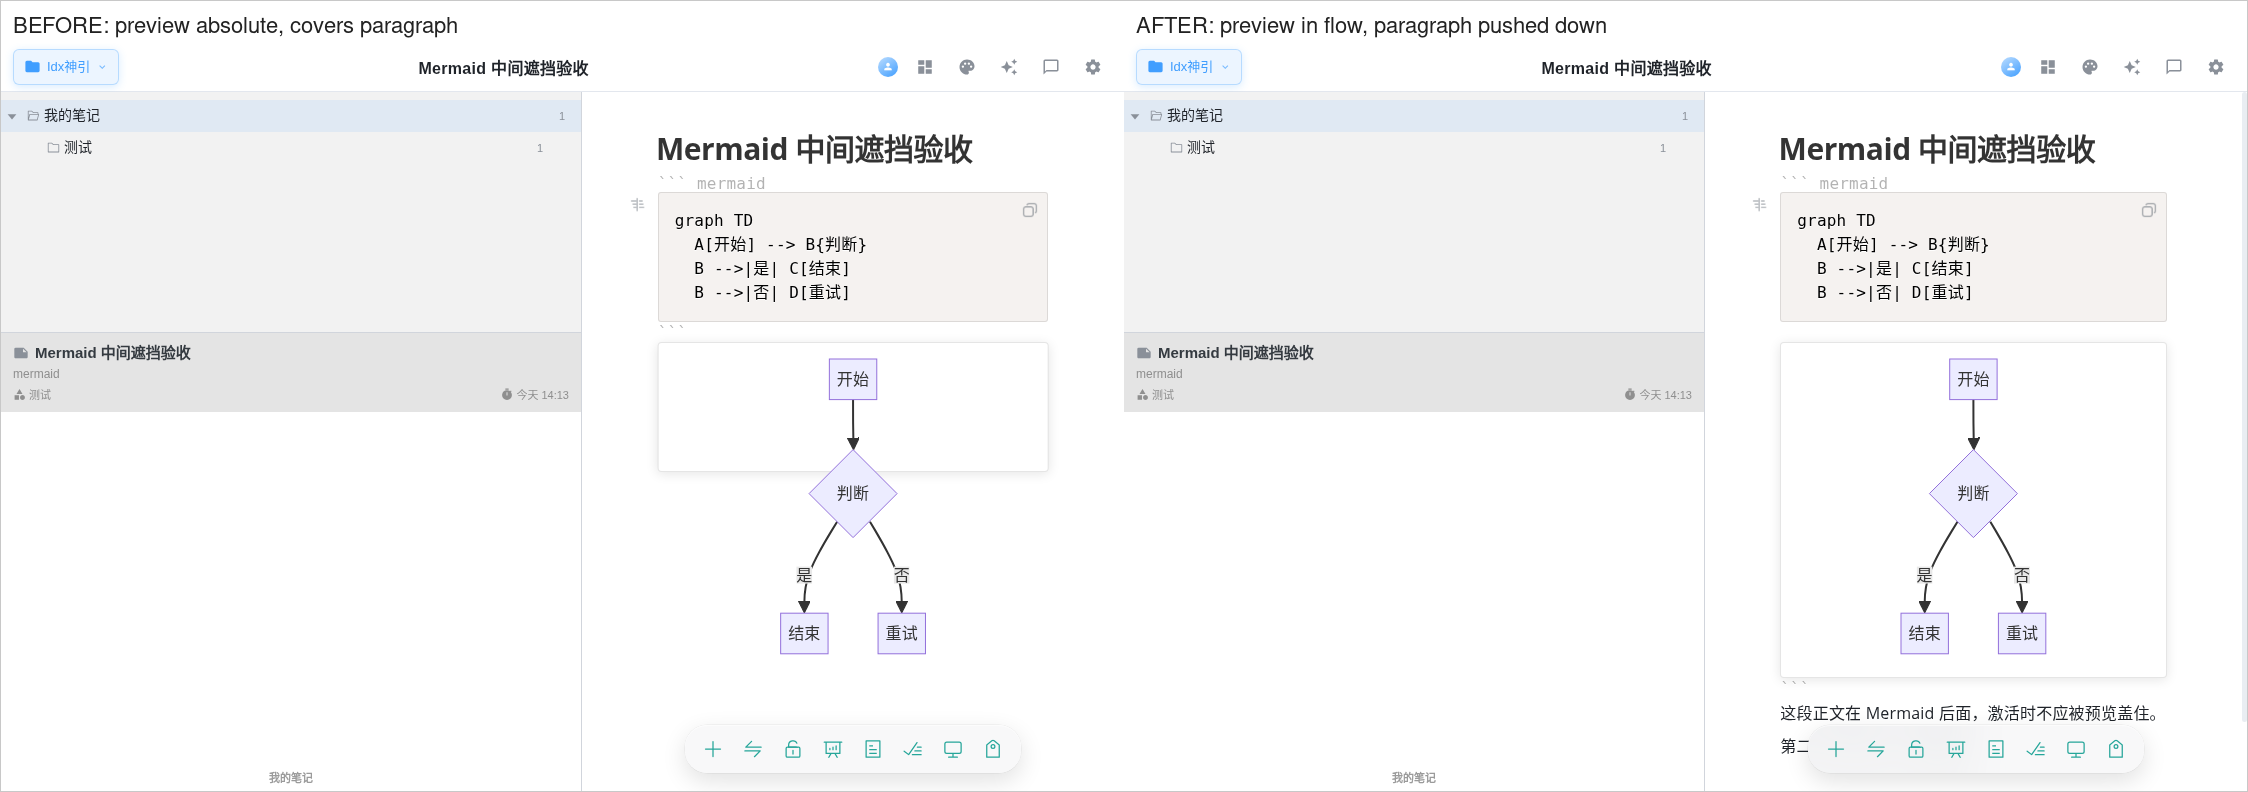 BEFORE: preview absolute, covers paragraph
Idx神引
Mermaid 中间遮挡验收
我的笔记
1
测试
1
Mermaid 中间遮挡验收
mermaid
测试
今天 14:13
我的笔记
Mermaid 中间遮挡验收
``` mermaid
graph TD
  A[开始] --> B{判断}
  B -->|是| C[结束]
  B -->|否| D[重试]
```
开始
判断
是
否
结束
重试
AFTER: preview in flow, paragraph pushed down
Idx神引
Mermaid 中间遮挡验收
我的笔记
1
测试
1
Mermaid 中间遮挡验收
mermaid
测试
今天 14:13
我的笔记
Mermaid 中间遮挡验收
``` mermaid
graph TD
  A[开始] --> B{判断}
  B -->|是| C[结束]
  B -->|否| D[重试]
开始
判断
是
否
结束
重试
```
这段正文在 Mermaid 后面，激活时不应被预览盖住。
第二